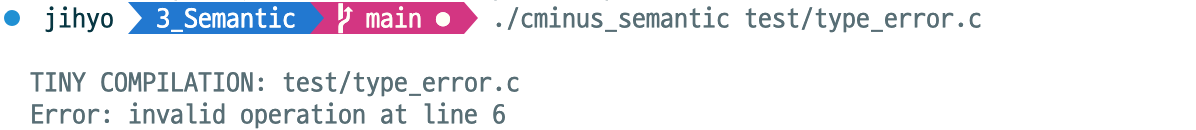 jihyo 3_Semantic main ./cminus_semantic test/type_error.c
TINY COMPILATION: test/type_error.c
Error: invalid operation at line 6